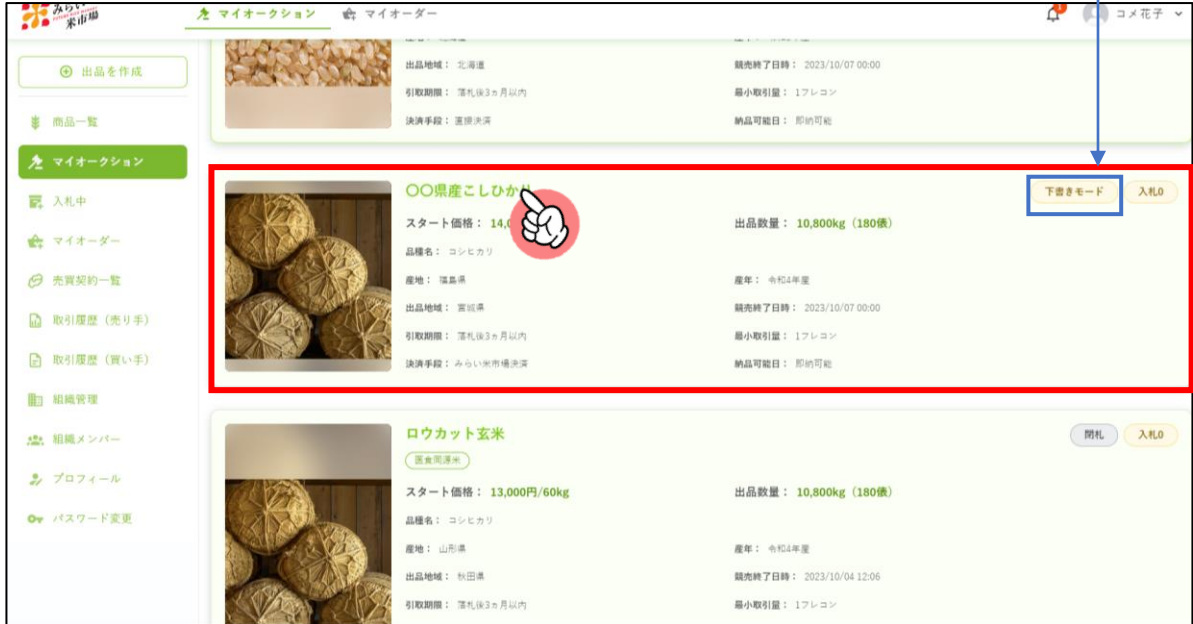 みらい
米市場
マイオークション
マイオーダー
1
コメ花子
出品を作成
商品一覧
マイオークション
入札中
マイオーダー
売買契約一覧
取引履歴（売り手）
取引履歴（買い手）
組織管理
組織メンバー
プロフィール
パスワード変更
出品地域： 北海道
競売終了日時： 2023/10/07 00:00
引取期限： 落札後3ヵ月以内
最小取引量： 1フレコン
決済手段： 直接決済
納品可能日： 即納可能
〇〇県産こしひかり
下書きモード
入札0
スタート価格： 14,0
出品数量： 10,800kg（180俵）
品種名： コシヒカリ
産地： 福島県
産年： 令和4年産
出品地域： 宮城県
競売終了日時： 2023/10/07 00:00
引取期限： 落札後3ヵ月以内
最小取引量： 1フレコン
決済手段： みらい米市場決済
納品可能日： 即納可能
ロウカット玄米
閉札
入札0
医食同源米
スタート価格： 13,000円/60kg
出品数量： 10,800kg（180俵）
品種名： コシヒカリ
産地： 山形県
産年： 令和4年産
出品地域： 秋田県
競売終了日時： 2023/10/04 12:06
引取期限： 落札後3ヵ月以内
最小取引量： 1フレコン